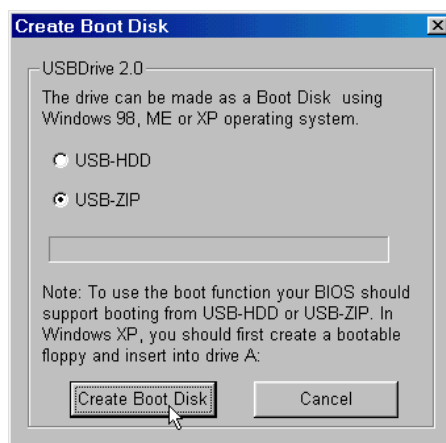 Create Boot Disk
USBDrive 2.0
The drive can be made as a Boot Disk using
Windows 98, ME or XP operating system.
USB-HDD
USB-ZIP
Note: To use the boot function your BIOS should
support booting from USB-HDD or USB-ZIP. In
Windows XP, you should first create a bootable
floppy and insert into drive A:
Create Boot Disk
Cancel